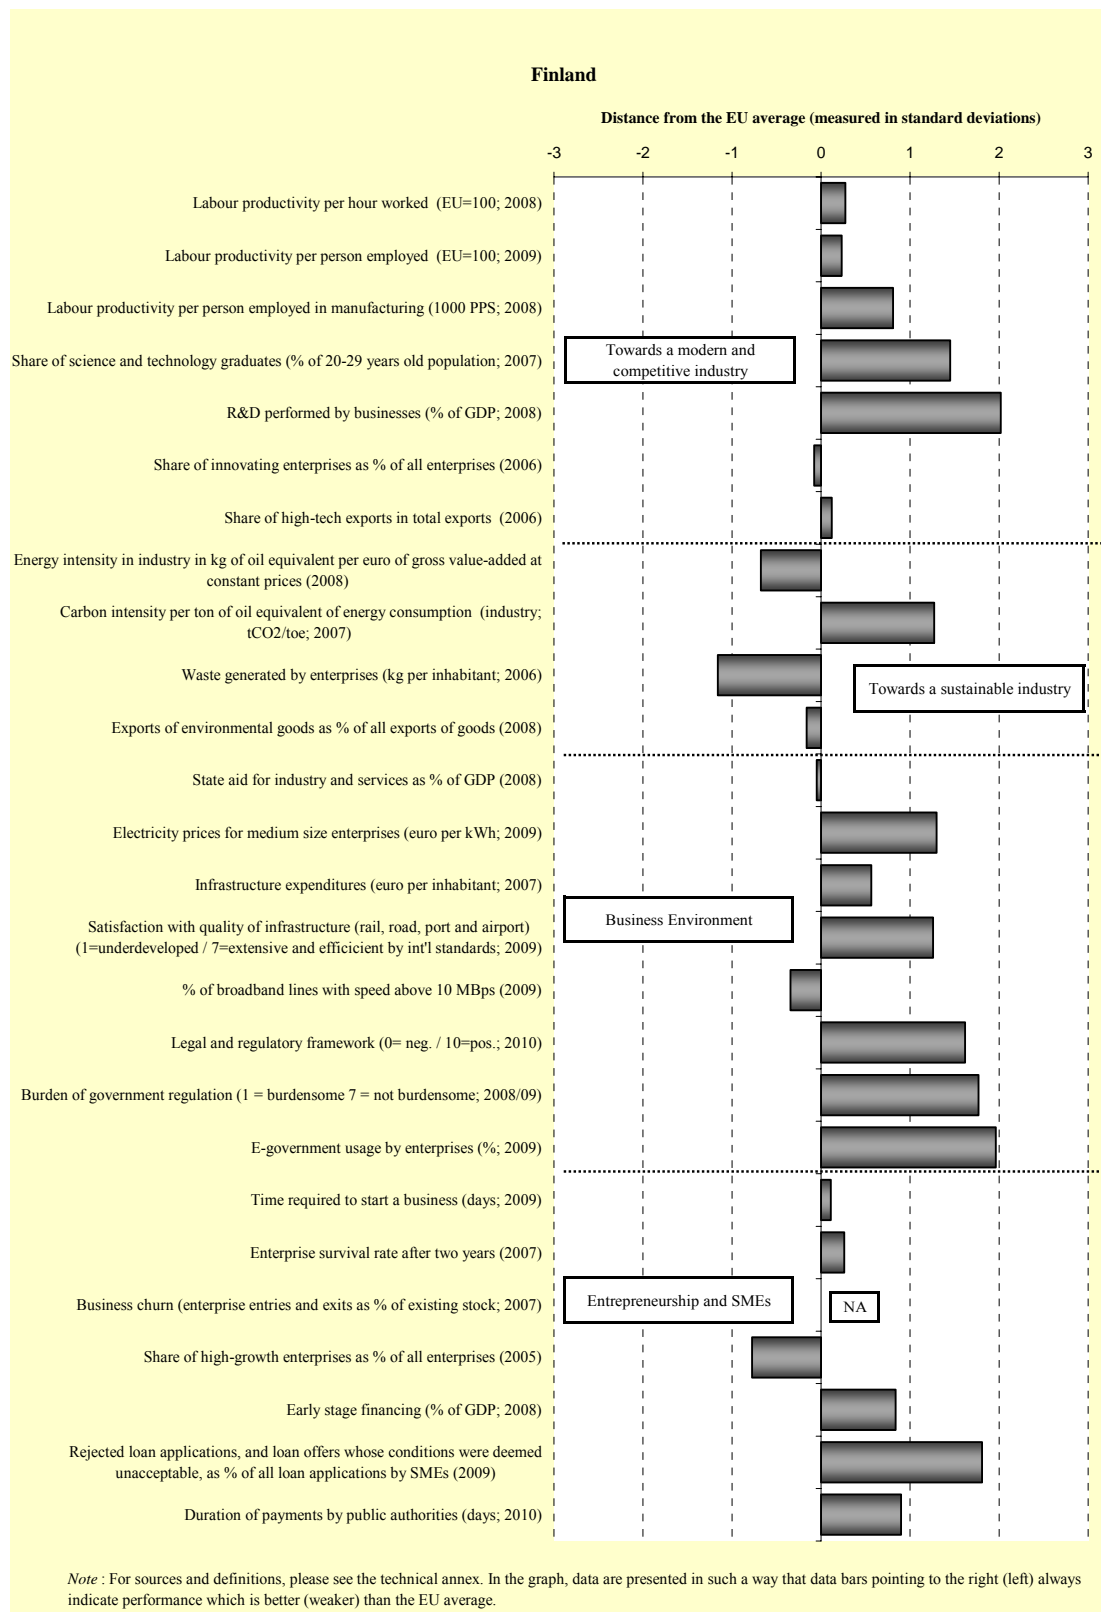 Finland
Distance from the EU average (measured in standard deviations)
-3 -2 -1 0 1 2 3
Labour productivity per hour worked (EU=100; 2008)
Labour productivity per person employed (EU=100; 2009)
Labour productivity per person employed in manufacturing (1000 PPS; 2008)
Towards a modern and
competitive industry
Share of science and technology graduates (% of 20-29 years old population; 2007)
R&D performed by businesses (% of GDP; 2008)
Share of innovating enterprises as % of all enterprises (2006)
Share of high-tech exports in total exports (2006)
Energy intensity in industry in kg of oil equivalent per euro of gross value-added at
constant prices (2008)
Carbon intensity per ton of oil equivalent of energy consumption (industry;
tCO2/toe; 2007)
Waste generated by enterprises (kg per inhabitant; 2006)
Towards a sustainable industry
Exports of environmental goods as % of all exports of goods (2008)
State aid for industry and services as % of GDP (2008)
Electricity prices for medium size enterprises (euro per kWh; 2009)
Infrastructure expenditures (euro per inhabitant; 2007)
Business Environment
Satisfaction with quality of infrastructure (rail, road, port and airport)
(1=underdeveloped / 7=extensive and efficicient by int'l standards; 2009)
% of broadband lines with speed above 10 MBps (2009)
Legal and regulatory framework (0= neg. / 10=pos.; 2010)
Burden of government regulation (1 = burdensome 7 = not burdensome; 2008/09)
E-government usage by enterprises (%; 2009)
Time required to start a business (days; 2009)
Enterprise survival rate after two years (2007)
Entrepreneurship and SMEs
Business churn (enterprise entries and exits as % of existing stock; 2007)
NA
Share of high-growth enterprises as % of all enterprises (2005)
Early stage financing (% of GDP; 2008)
Rejected loan applications, and loan offers whose conditions were deemed
unacceptable, as % of all loan applications by SMEs (2009)
Duration of payments by public authorities (days; 2010)
Note : For sources and definitions, please see the technical annex. In the graph, data are presented in such a way that data bars pointing to the right (left) always
indicate performance which is better (weaker) than the EU average.